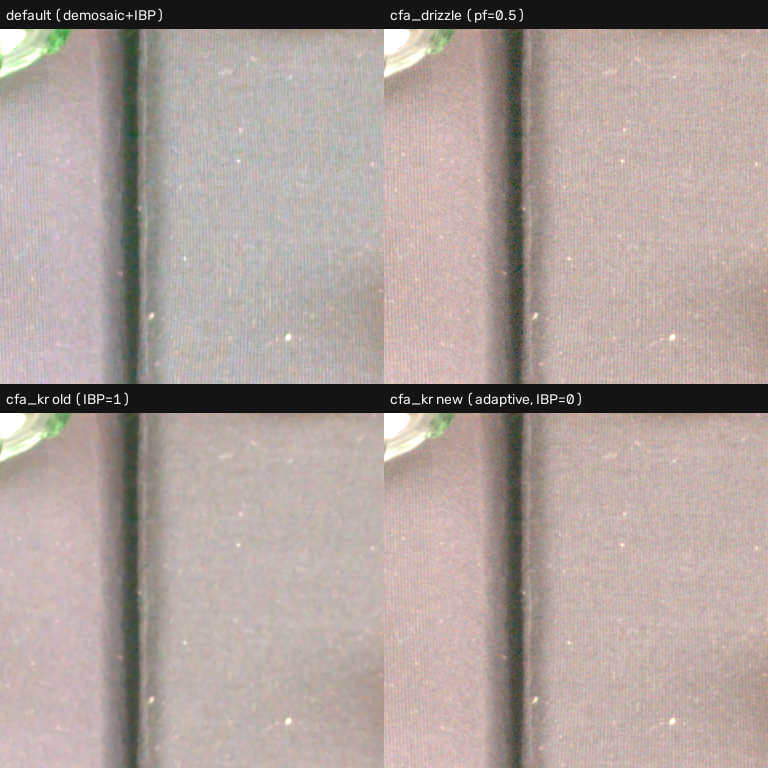 default (demosaic+IBP)
cfa_drizzle (pf=0.5)
cfa_kr old (IBP=1)
cfa_kr new (adaptive, IBP=0)